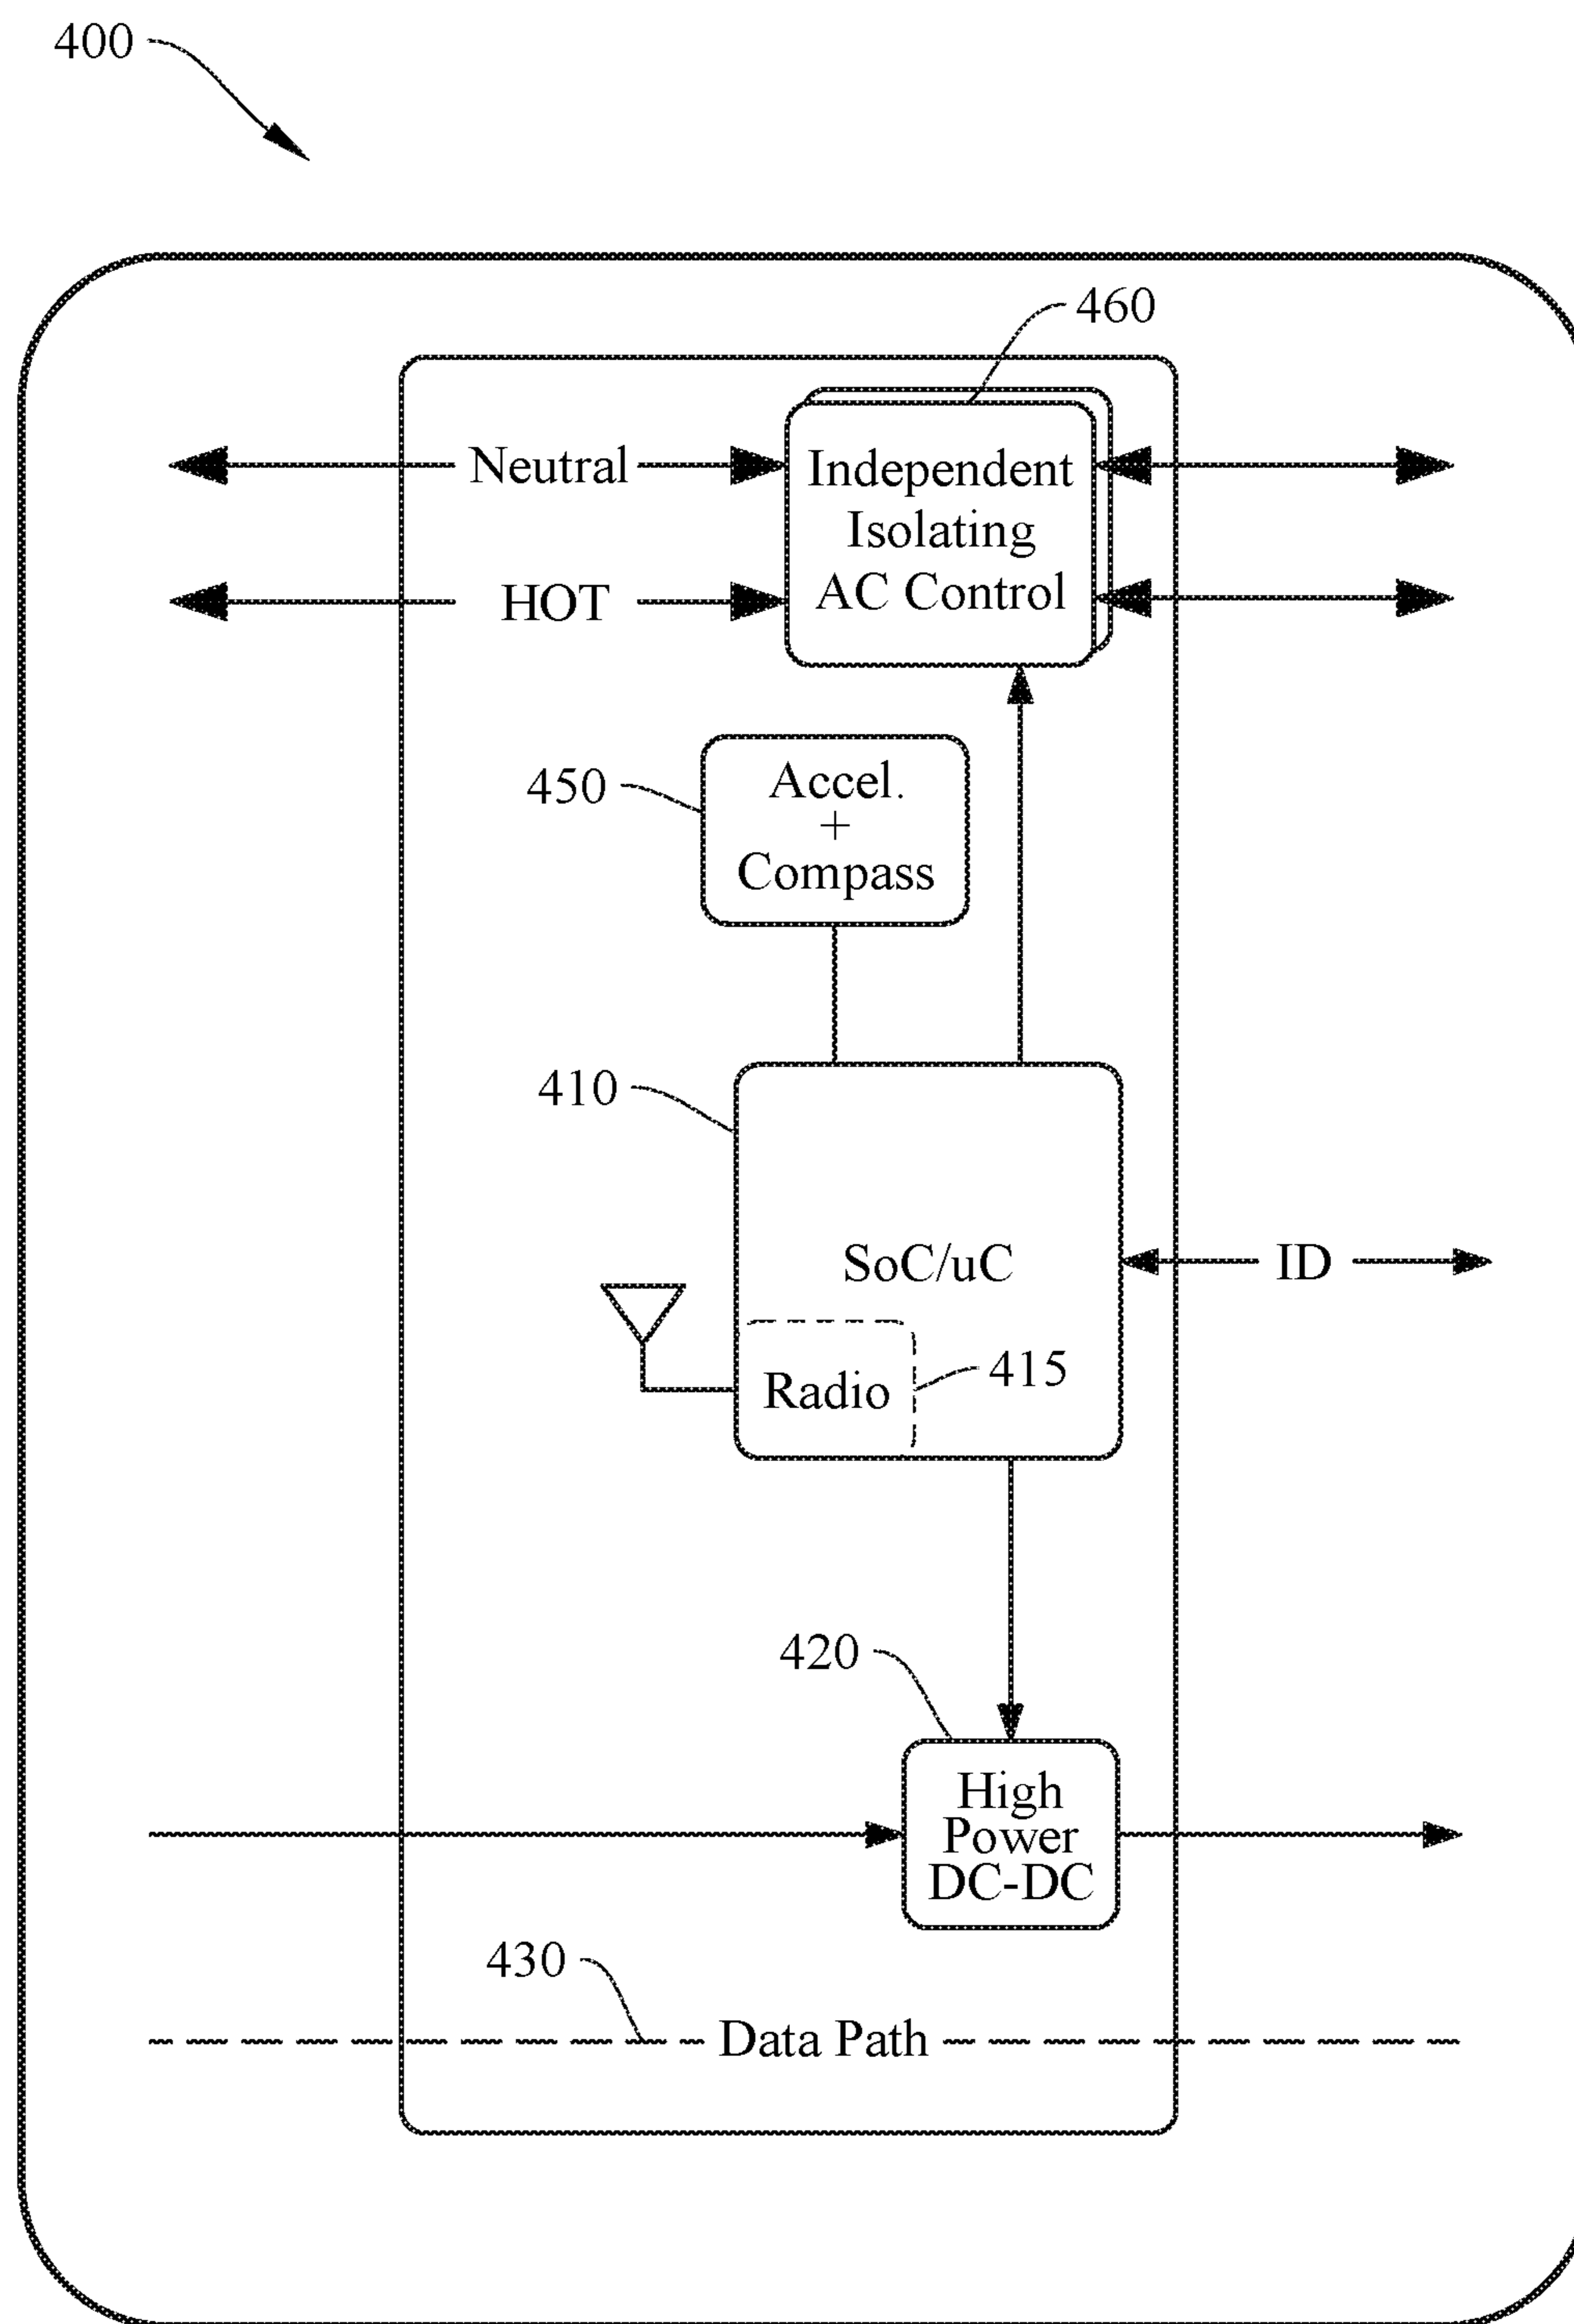 400
460
Neutral
Independent
Isolating
AC Control
HOT
450
Accel.
+
Compass
410
SoC/uC
ID
Radio
415
420
High
Power
DC-DC
430
Data Path